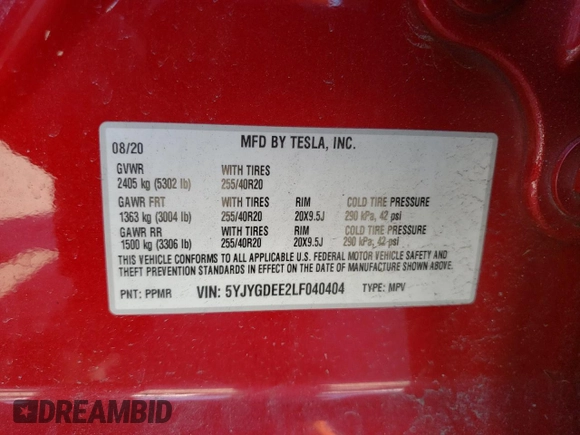 08/20 MFD BY TESLA, INC.
GVWR WITH TIRES
2405 kg (5302 lb) 255/40R20
GAWR FRT WITH TIRES RIM COLD TIRE PRESSURE
1363 kg (3004 lb) 255/40R20 20X9.5J 290 kPa, 42 psi
GAWR RR WITH TIRES RIM COLD TIRE PRESSURE
1500 kg (3306 lb) 255/40R20 20X9.5J 290 kPa, 42 psi
THIS VEHICLE CONFORMS TO ALL APPLICABLE U.S. FEDERAL MOTOR VEHICLE SAFETY AND
THEFT PREVENTION STANDARDS IN EFFECT ON THE DATE OF MANUFACTURE SHOWN ABOVE.
PNT: PPMR VIN: 5YJYGDEE2LF040404 TYPE: MPV
DREAMBID